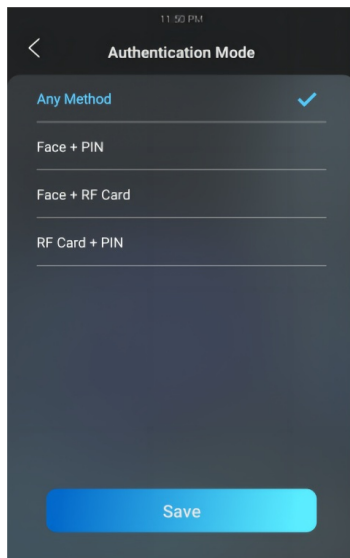 11:50 PM
Authentication Mode
Any Method
Face + PIN
Face + RF Card
RF Card + PIN
Save